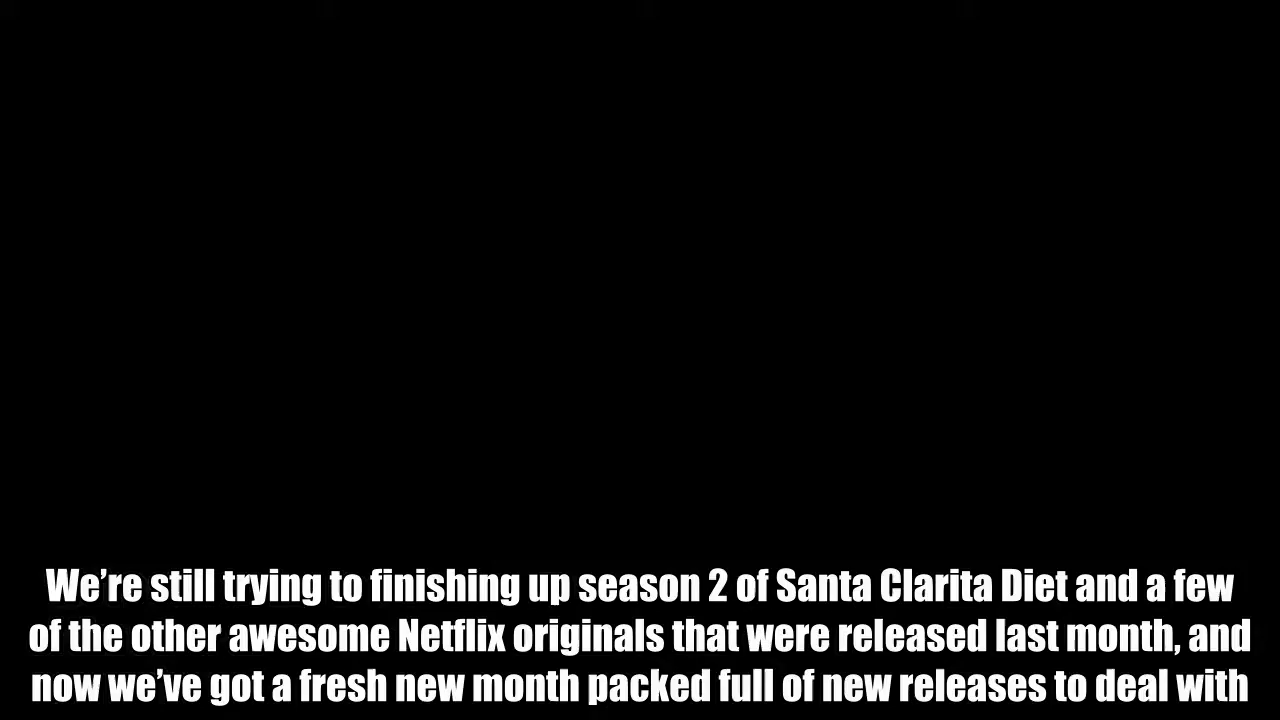 We’re still trying to finishing up season 2 of Santa Clarita Diet and a few
of the other awesome Netflix originals that were released last month, and
now we’ve got a fresh new month packed full of new releases to deal with